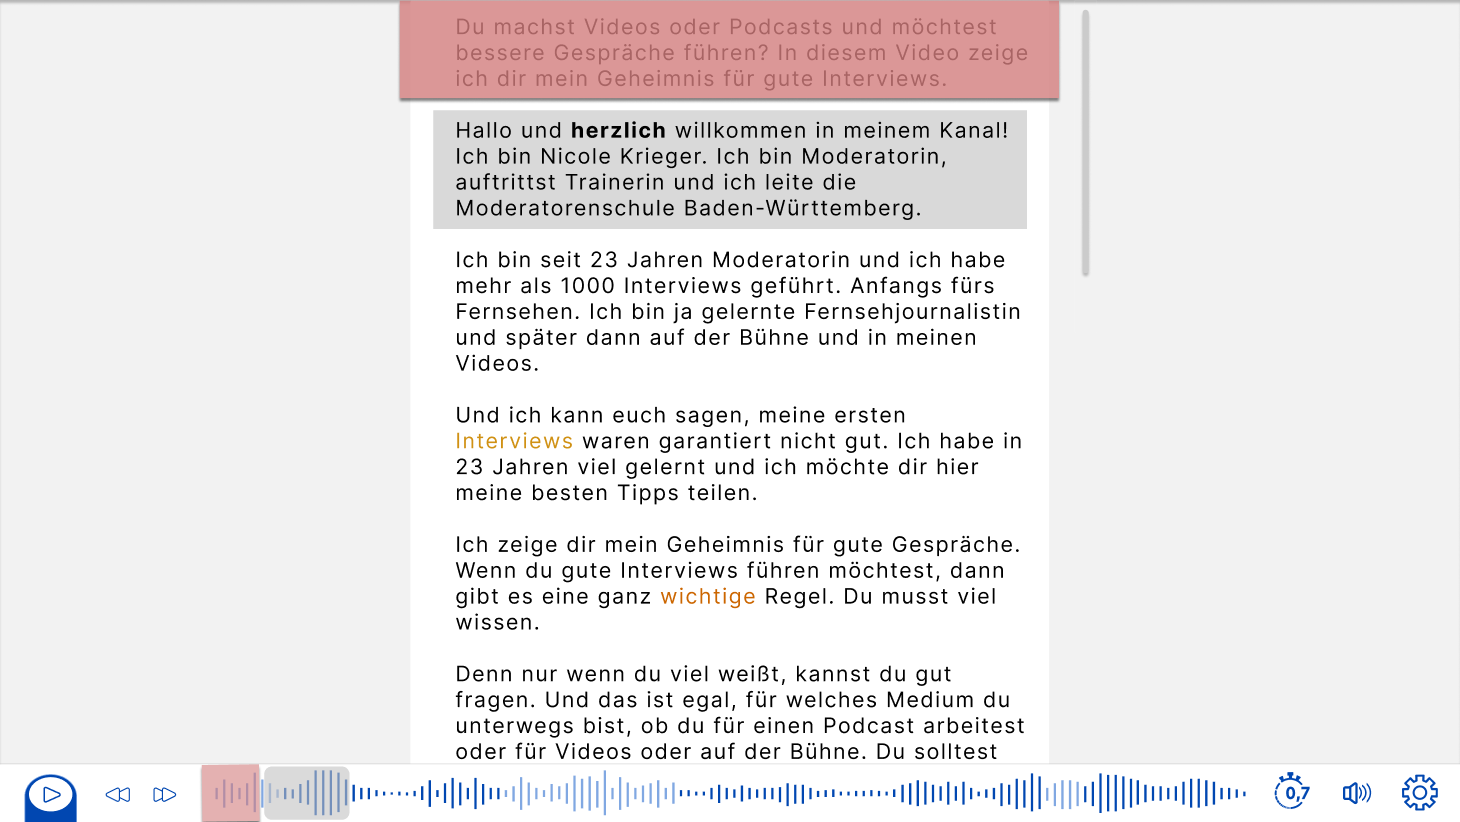 Du machst Videos oder Podcasts und möchtest
bessere Gespräche führen? In diesem Video zeige
ich dir mein Geheimnis für gute Interviews.
Hallo und herzlich willkommen in meinem Kanal!
Ich bin Nicole Krieger. Ich bin Moderatorin,
auftrittst Trainerin und ich leite die
Moderatorenschule Baden-Württemberg.
Ich bin seit 23 Jahren Moderatorin und ich habe
mehr als 1000 Interviews geführt. Anfangs fürs
Fernsehen. Ich bin ja gelernte Fernsehjournalistin
und später dann auf der Bühne und in meinen
Videos.
Und ich kann euch sagen, meine ersten
Interviews waren garantiert nicht gut. Ich habe in
23 Jahren viel gelernt und ich möchte dir hier
meine besten Tipps teilen.
Ich zeige dir mein Geheimnis für gute Gespräche.
Wenn du gute Interviews führen möchtest, dann
gibt es eine ganz wichtige Regel. Du musst viel
wissen.
Denn nur wenn du viel weißt, kannst du gut
fragen. Und das ist egal, für welches Medium du
unterwegs bist, ob du für einen Podcast arbeitest
oder für Videos oder auf der Bühne. Du solltest
0,7